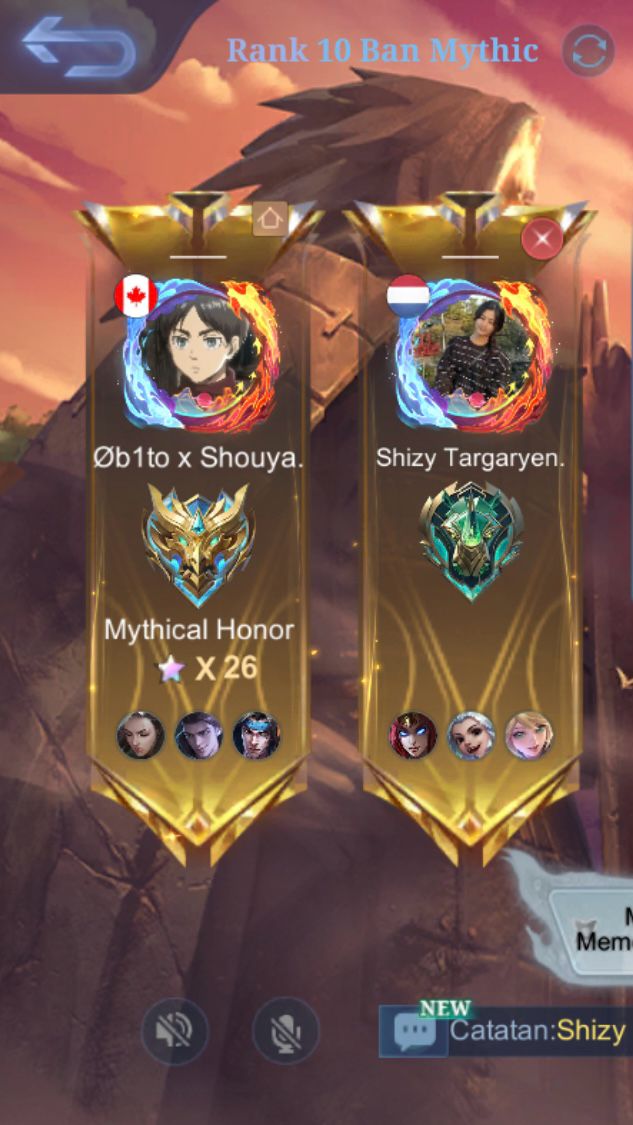 Rank 10 Ban Mythic
Øb1to x Shouya.
Shizy Targaryen.
Mythical Honor
X 26
NEW
Catatan:Shizy